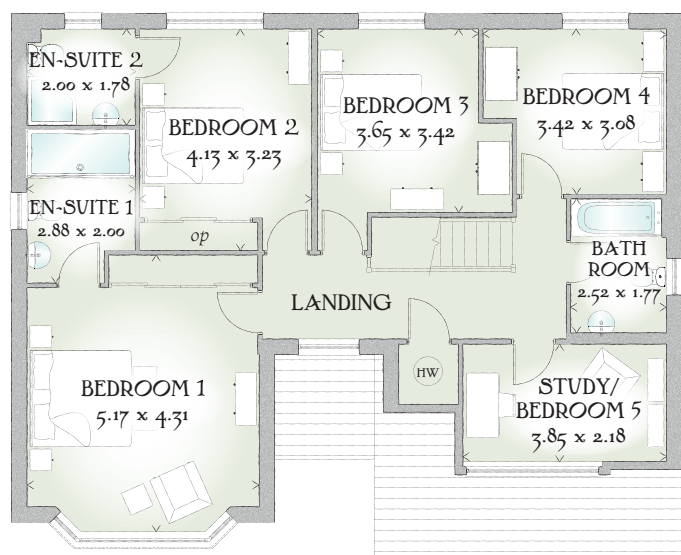 EN-SUITE 2
2.00 x 1.78
BEDROOM 2
4.13 x 3.23
BEDROOM 3
3.65 x 3.42
BEDROOM 4
3.42 x 3.08
EN-SUITE 1
2.88 x 2.00
op
BATH
ROOM
2.52 x 1.77
LANDING
HW
BEDROOM 1
5.17 x 4.31
STUDY/
BEDROOM 5
3.85 x 2.18